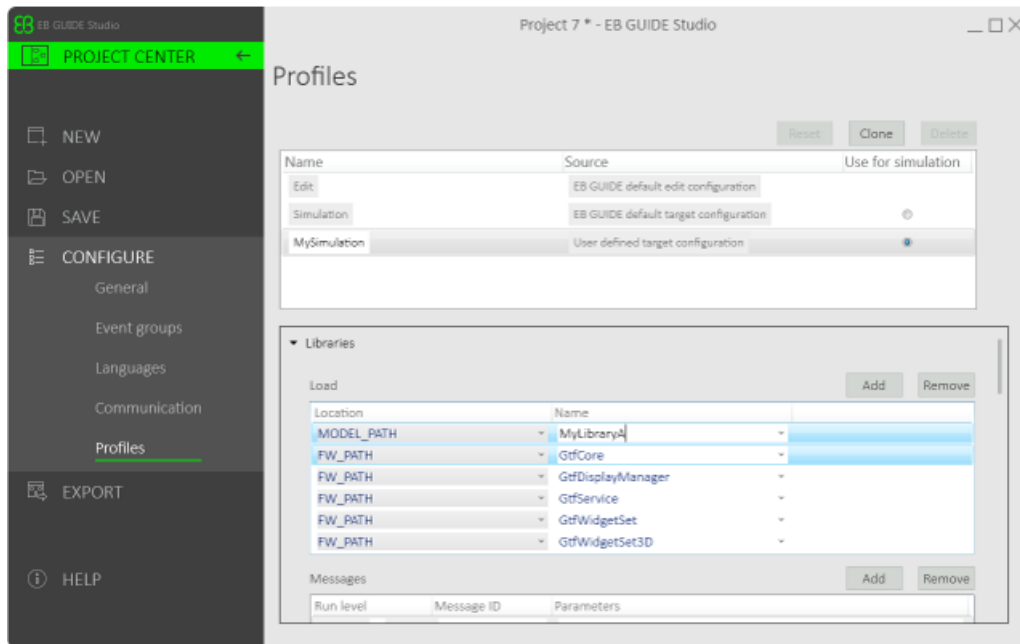 EB GUIDE Studio
Project 7 * - EB GUIDE Studio
PROJECT CENTER
Profiles
NEW
OPEN
SAVE
CONFIGURE
General
Event groups
Languages
Communication
Profiles
EXPORT
HELP
Reset Clone Delete
Name Source Use for simulation
Edit EB GUIDE default edit configuration
Simulation EB GUIDE default target configuration
MySimulation User defined target configuration
Libraries
Load Add Remove
Location Name
MODEL_PATH MyLibraryA
FW_PATH GtfCore
FW_PATH GtfDisplayManager
FW_PATH GtfService
FW_PATH GtfWidgetSet
FW_PATH GtfWidgetSet3D
Messages Add Remove
Run level Message ID Parameters